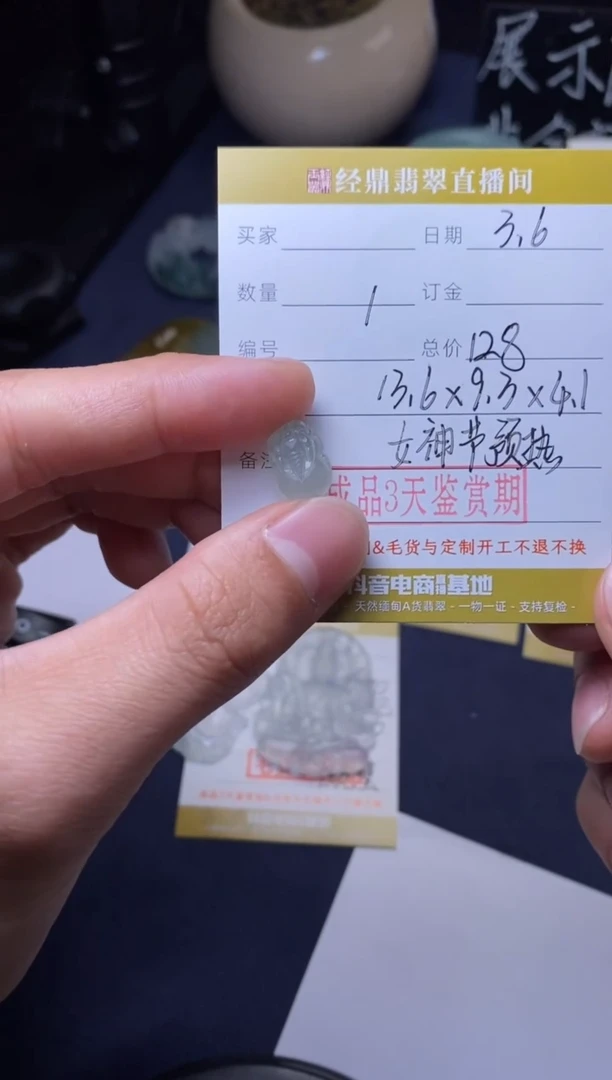 展示
经鼎翡翠直播间
买家 日期 3.6
数量 1 订金
编号 总价 128
13.6×9.3×4.1
备注 女神节预热
成品3天鉴赏期
&毛货与定制开工不退不换
抖音电商直播基地
天然缅甸A货翡翠 - 一物一证 - 支持复检 -